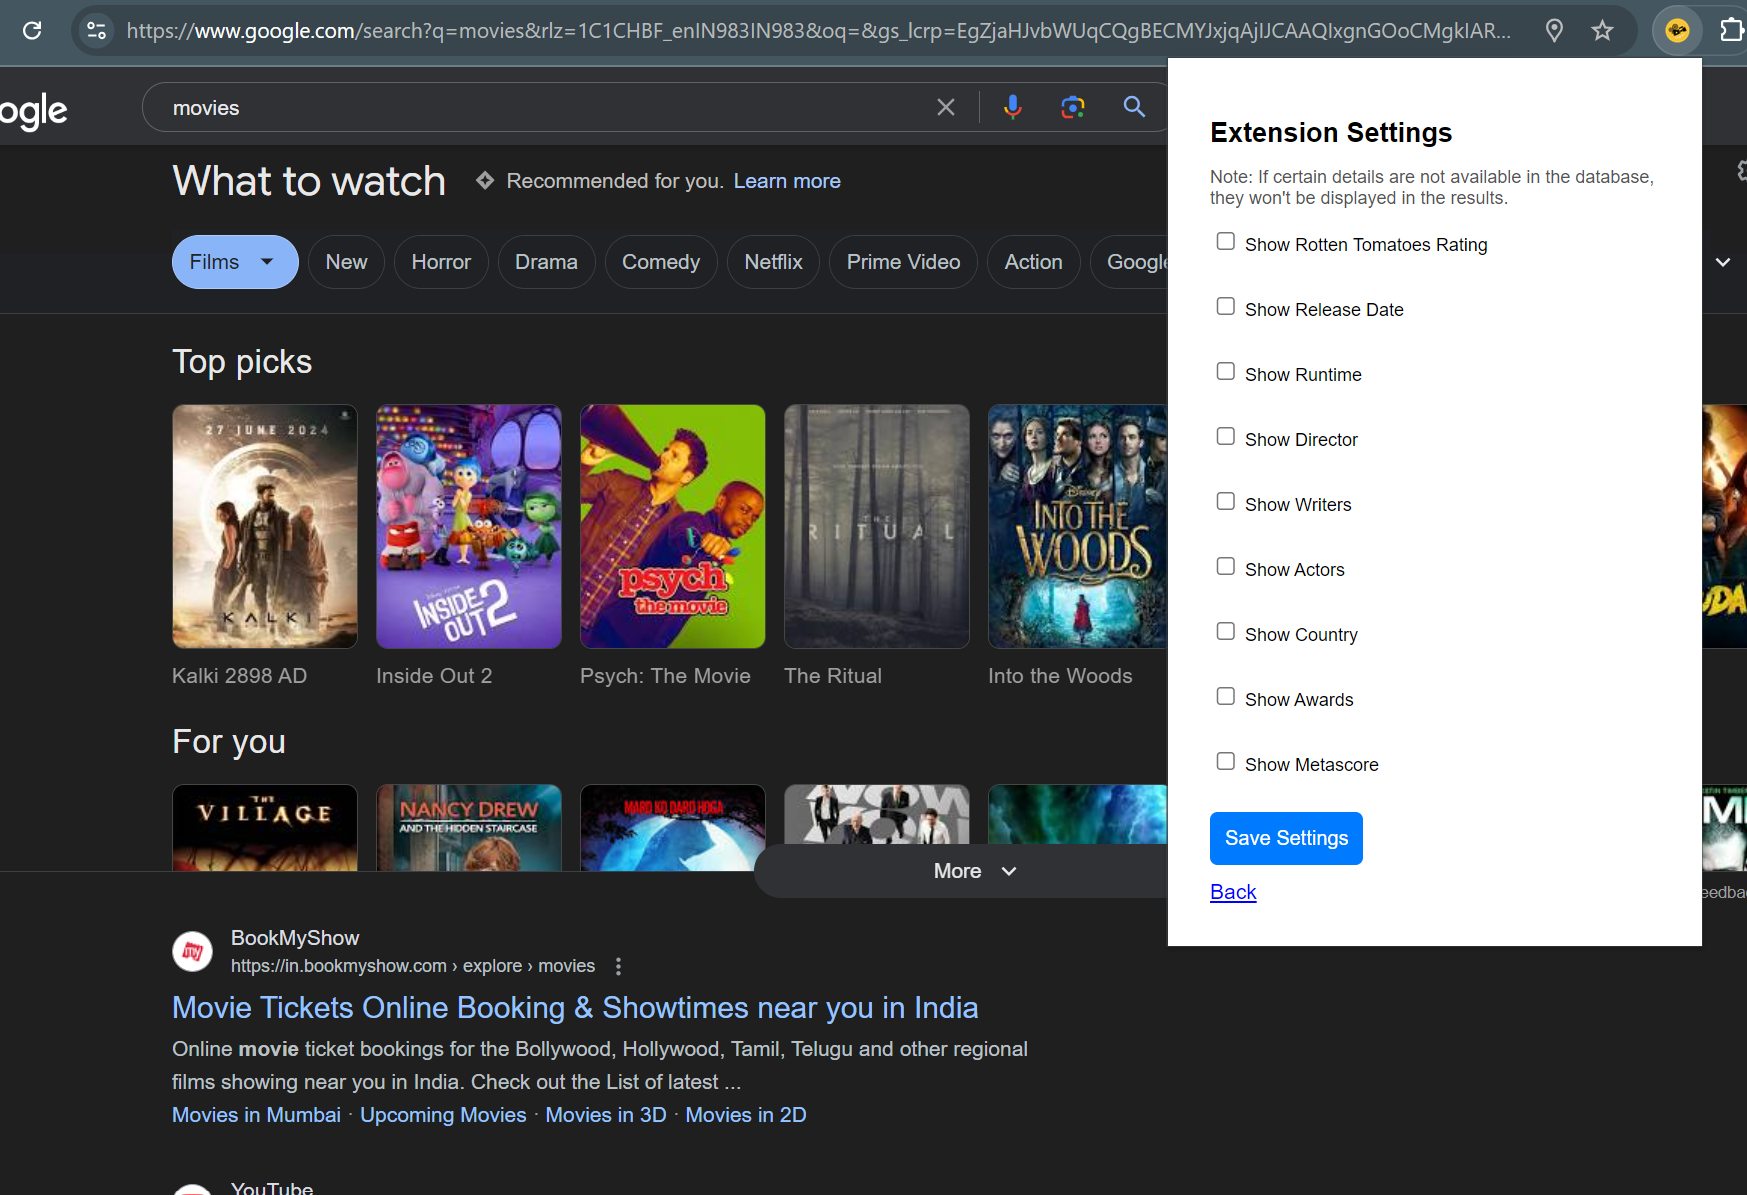 https://www.google.com/search?q=movies&rlz=1C1CHBF_enIN983IN983&oq=&gs_lcrp=EgZjaHJvbWUqCQgBECMYJxjqAjIJCAAQIxgnGOoCMgkIAR...
ogle
movies
What to watch
Recommended for you. Learn more
Films
New
Horror
Drama
Comedy
Netflix
Prime Video
Action
Google
Top picks
27 JUNE 2024
KALKI
INSIDE OUT 2
psych
the movie
THE
RITUAL
Disney
INTO THE
WOODS
UDA
Kalki 2898 AD
Inside Out 2
Psych: The Movie
The Ritual
Into the Woods
For you
THE
VILLAGE
NANCY DREW
AND THE HIDDEN STAIRCASE
MARD KO DARD HOGA
More
eedba
BookMyShow
https://in.bookmyshow.com › explore › movies
Movie Tickets Online Booking & Showtimes near you in India
Online movie ticket bookings for the Bollywood, Hollywood, Tamil, Telugu and other regional
films showing near you in India. Check out the List of latest ...
Movies in Mumbai · Upcoming Movies · Movies in 3D · Movies in 2D
YouTube
Extension Settings
Note: If certain details are not available in the database,
they won't be displayed in the results.
Show Rotten Tomatoes Rating
Show Release Date
Show Runtime
Show Director
Show Writers
Show Actors
Show Country
Show Awards
Show Metascore
Save Settings
Back